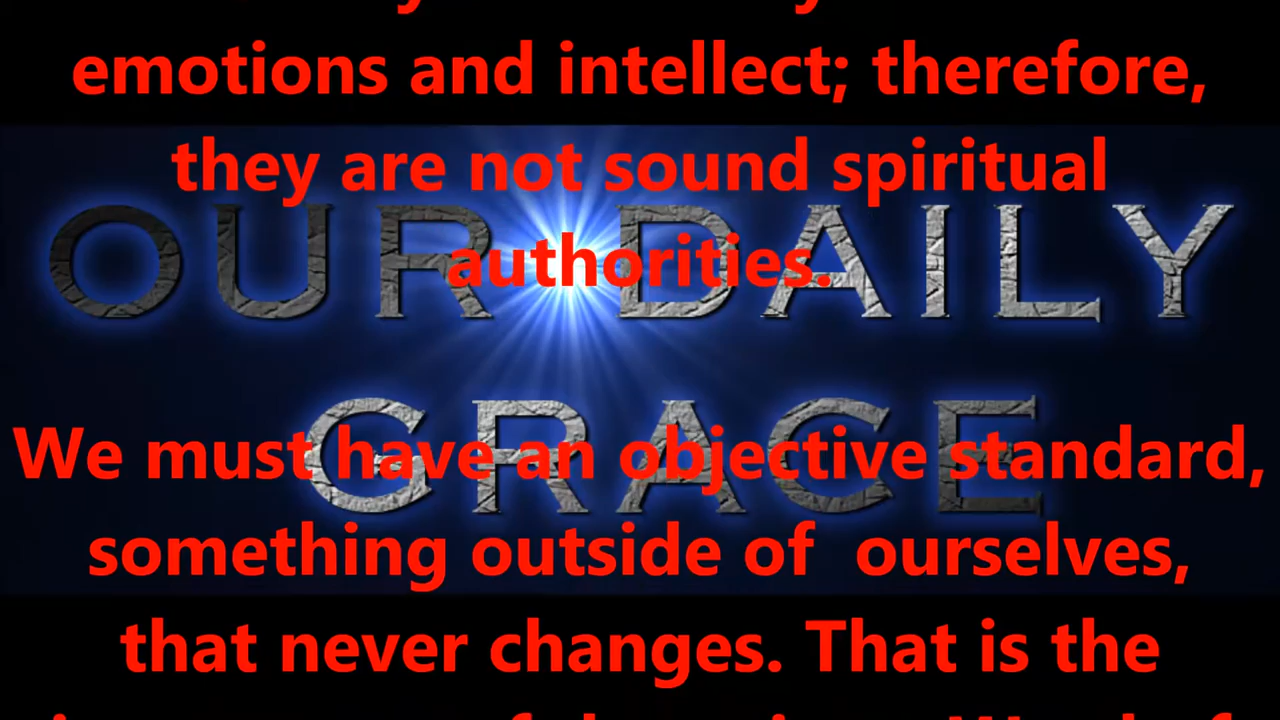 emotions and intellect; therefore,
they are not sound spiritual
authorities.
OUR DAILY
GRACE
We must have an objective standard,
something outside of  ourselves,
that never changes. That is the